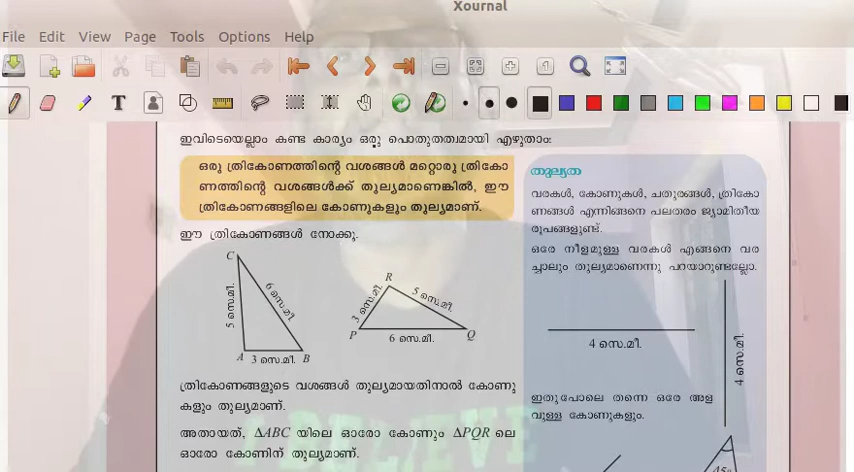 Xournal
File Edit View Page Tools Options Help
T
ഇവിടെയെല്ലാം കണ്ട കാര്യം ഒരു പൊതുതത്വമായി എഴുതാം:
ഒരു ത്രികോണത്തിന്റെ വശങ്ങൾ മറ്റൊരു ത്രികോ
ണത്തിന്റെ വശങ്ങൾക്ക് തുല്യമാണെങ്കിൽ, ഈ
ത്രികോണങ്ങളിലെ കോണുകളും തുല്യമാണ്.
ഈ ത്രികോണങ്ങൾ നോക്കൂ.
C
5 സെ.മീ.
6 സെ.മീ.
A
3 സെ.മീ.
B
R
3 സെ.മീ.
5 സെ.മീ.
P
6 സെ.മീ.
Q
ത്രികോണങ്ങളുടെ വശങ്ങൾ തുല്യമായതിനാൽ കോണു
കളും തുല്യമാണ്.
അതായത്, ΔABC യിലെ ഓരോ കോണും ΔPQR ലെ
ഓരോ കോണിന് തുല്യമാണ്.
തുല്യത
വരകൾ, കോണുകൾ, ചതുരങ്ങൾ, ത്രികോ
ണങ്ങൾ എന്നിങ്ങനെ പലതരം ജ്യാമിതീയ
രൂപങ്ങളുണ്ട്.
ഒരേ നീളമുള്ള വരകൾ എങ്ങനെ വര
ച്ചാലും തുല്യമാണെന്നു പറയാറുണ്ടല്ലോ.
4 സെ.മീ.
4 സെ.മീ.
ഇതുപോലെ തന്നെ ഒരേ അള
വുള്ള കോണുകളും.
45°
BELIEVE